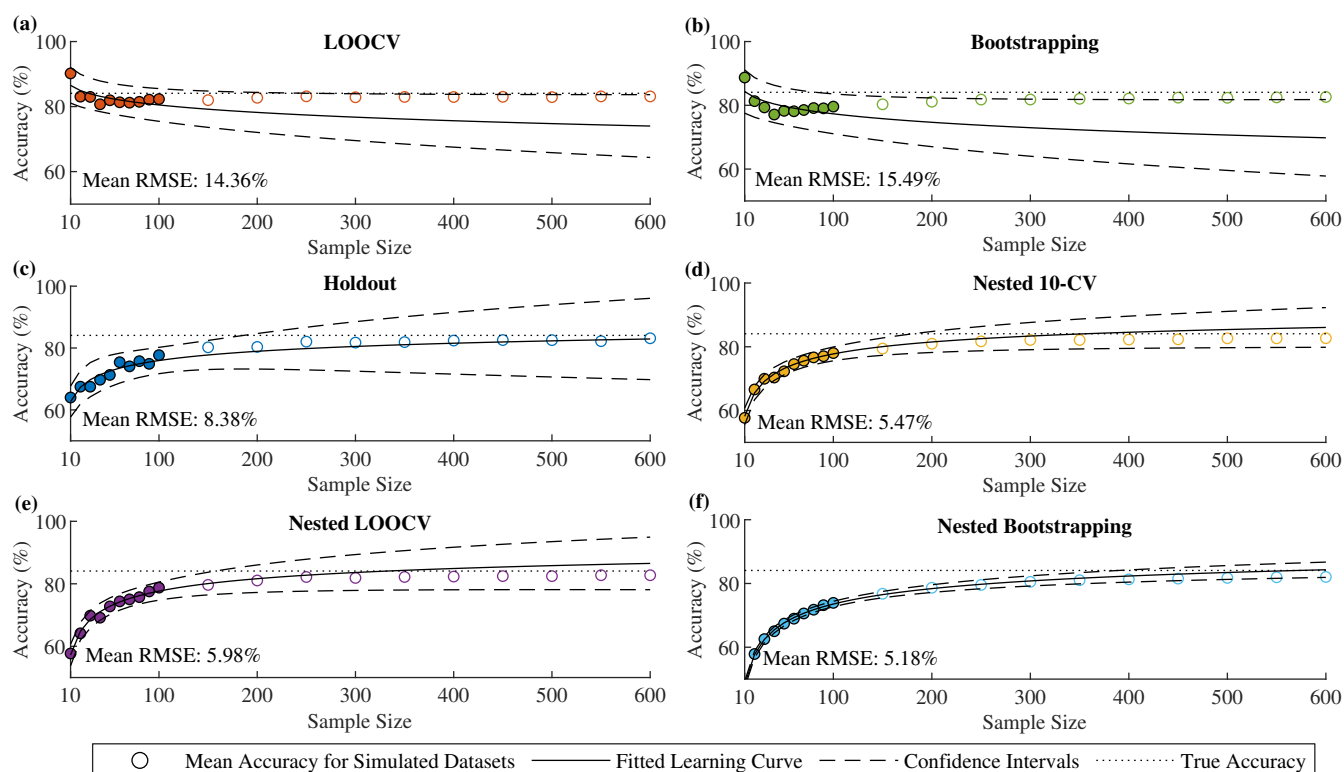 (a)
LOOCV
100
80
60
Accuracy (%)
Mean RMSE: 14.36%
10 100 200 300 400 500 600
Sample Size
(b)
Bootstrapping
100
80
60
Accuracy (%)
Mean RMSE: 15.49%
10 100 200 300 400 500 600
Sample Size
(c)
Holdout
100
80
60
Accuracy (%)
Mean RMSE: 8.38%
10 100 200 300 400 500 600
Sample Size
(d)
Nested 10-CV
100
80
60
Accuracy (%)
Mean RMSE: 5.47%
10 100 200 300 400 500 600
Sample Size
(e)
Nested LOOCV
100
80
60
Accuracy (%)
Mean RMSE: 5.98%
10 100 200 300 400 500 600
Sample Size
(f)
Nested Bootstrapping
100
80
60
Accuracy (%)
Mean RMSE: 5.18%
10 100 200 300 400 500 600
Sample Size
Mean Accuracy for Simulated Datasets Fitted Learning Curve Confidence Intervals True Accuracy